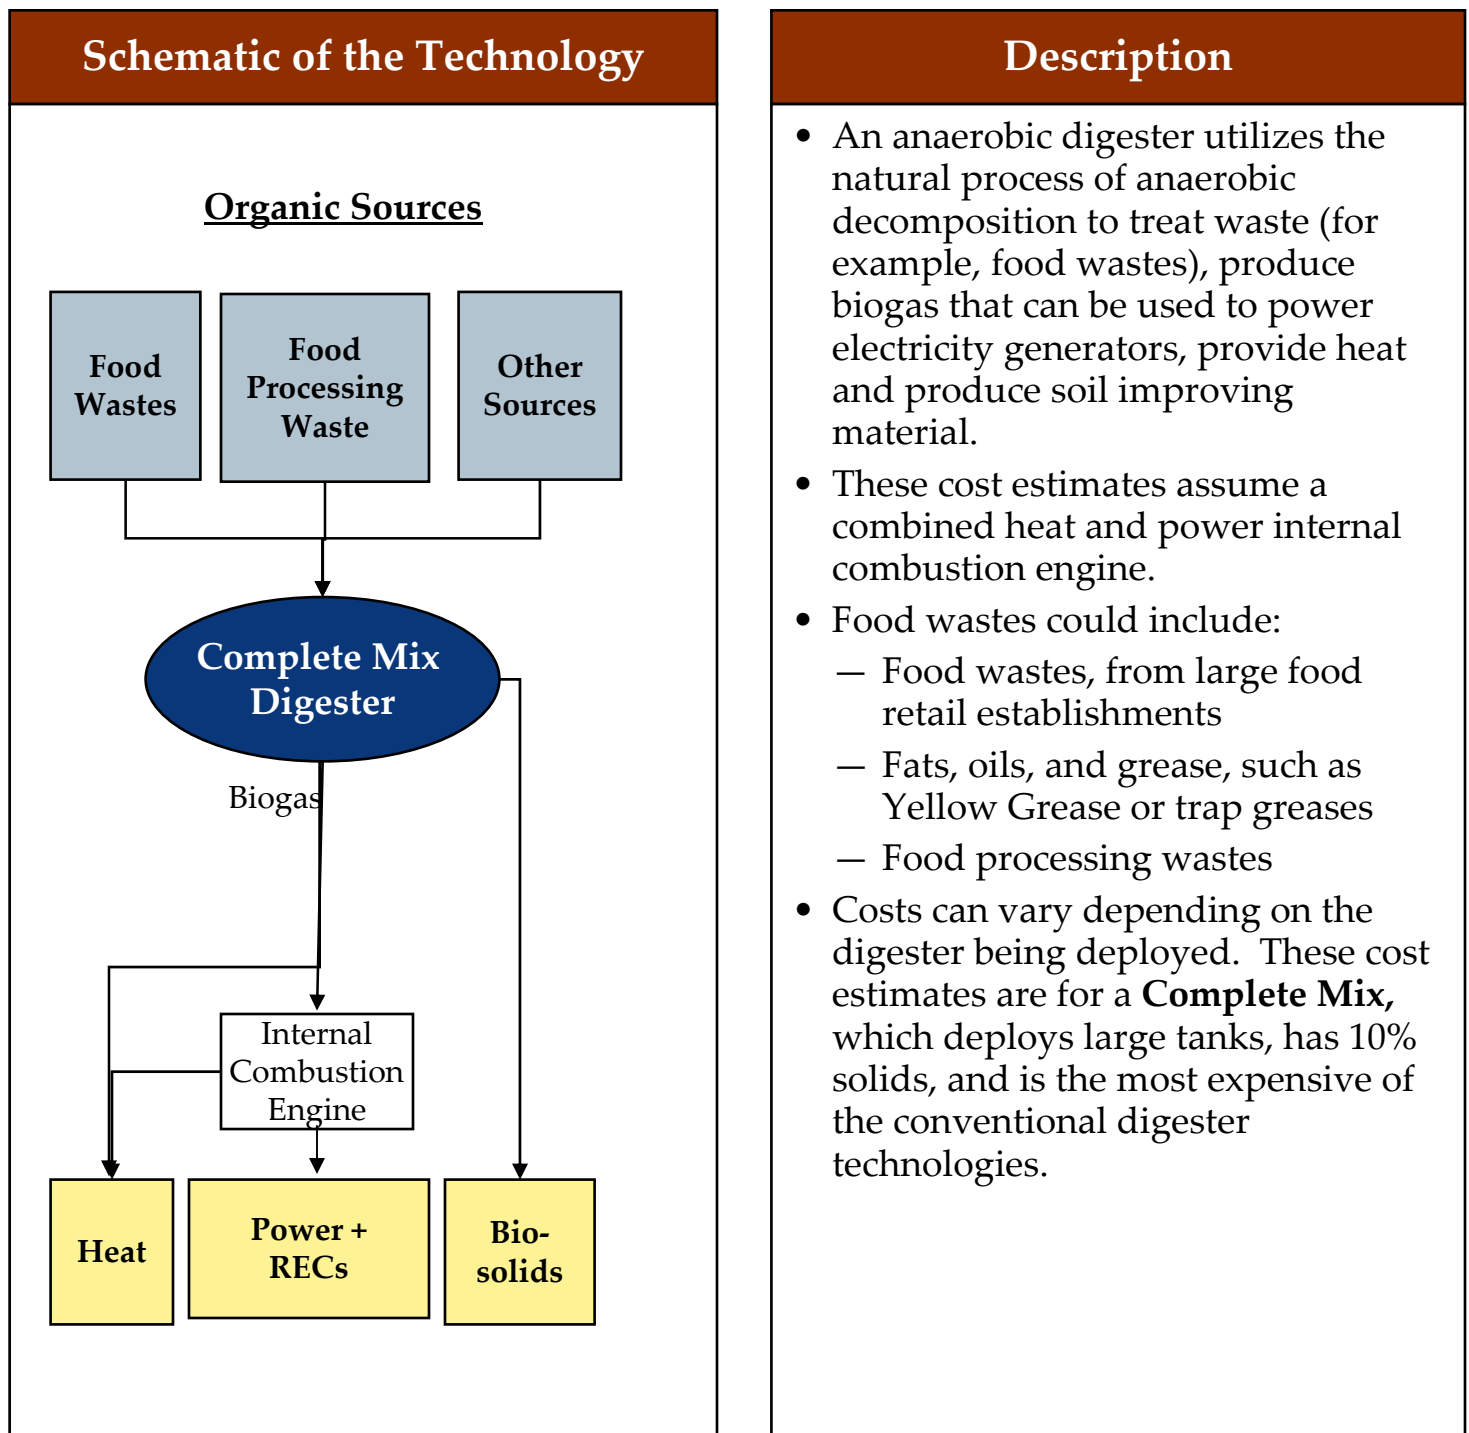 Schematic of the Technology
Organic Sources
Food
Wastes
Food
Processing
Waste
Other
Sources
Complete Mix
Digester
Biogas
Internal
Combustion
Engine
Heat
Power +
RECs
Bio-
solids
Description
• An anaerobic digester utilizes the
natural process of anaerobic
decomposition to treat waste (for
example, food wastes), produce
biogas that can be used to power
electricity generators, provide heat
and produce soil improving
material.
• These cost estimates assume a
combined heat and power internal
combustion engine.
• Food wastes could include:
— Food wastes, from large food
retail establishments
— Fats, oils, and grease, such as
Yellow Grease or trap greases
— Food processing wastes
• Costs can vary depending on the
digester being deployed.  These cost
estimates are for a Complete Mix,
which deploys large tanks, has 10%
solids, and is the most expensive of
the conventional digester
technologies.